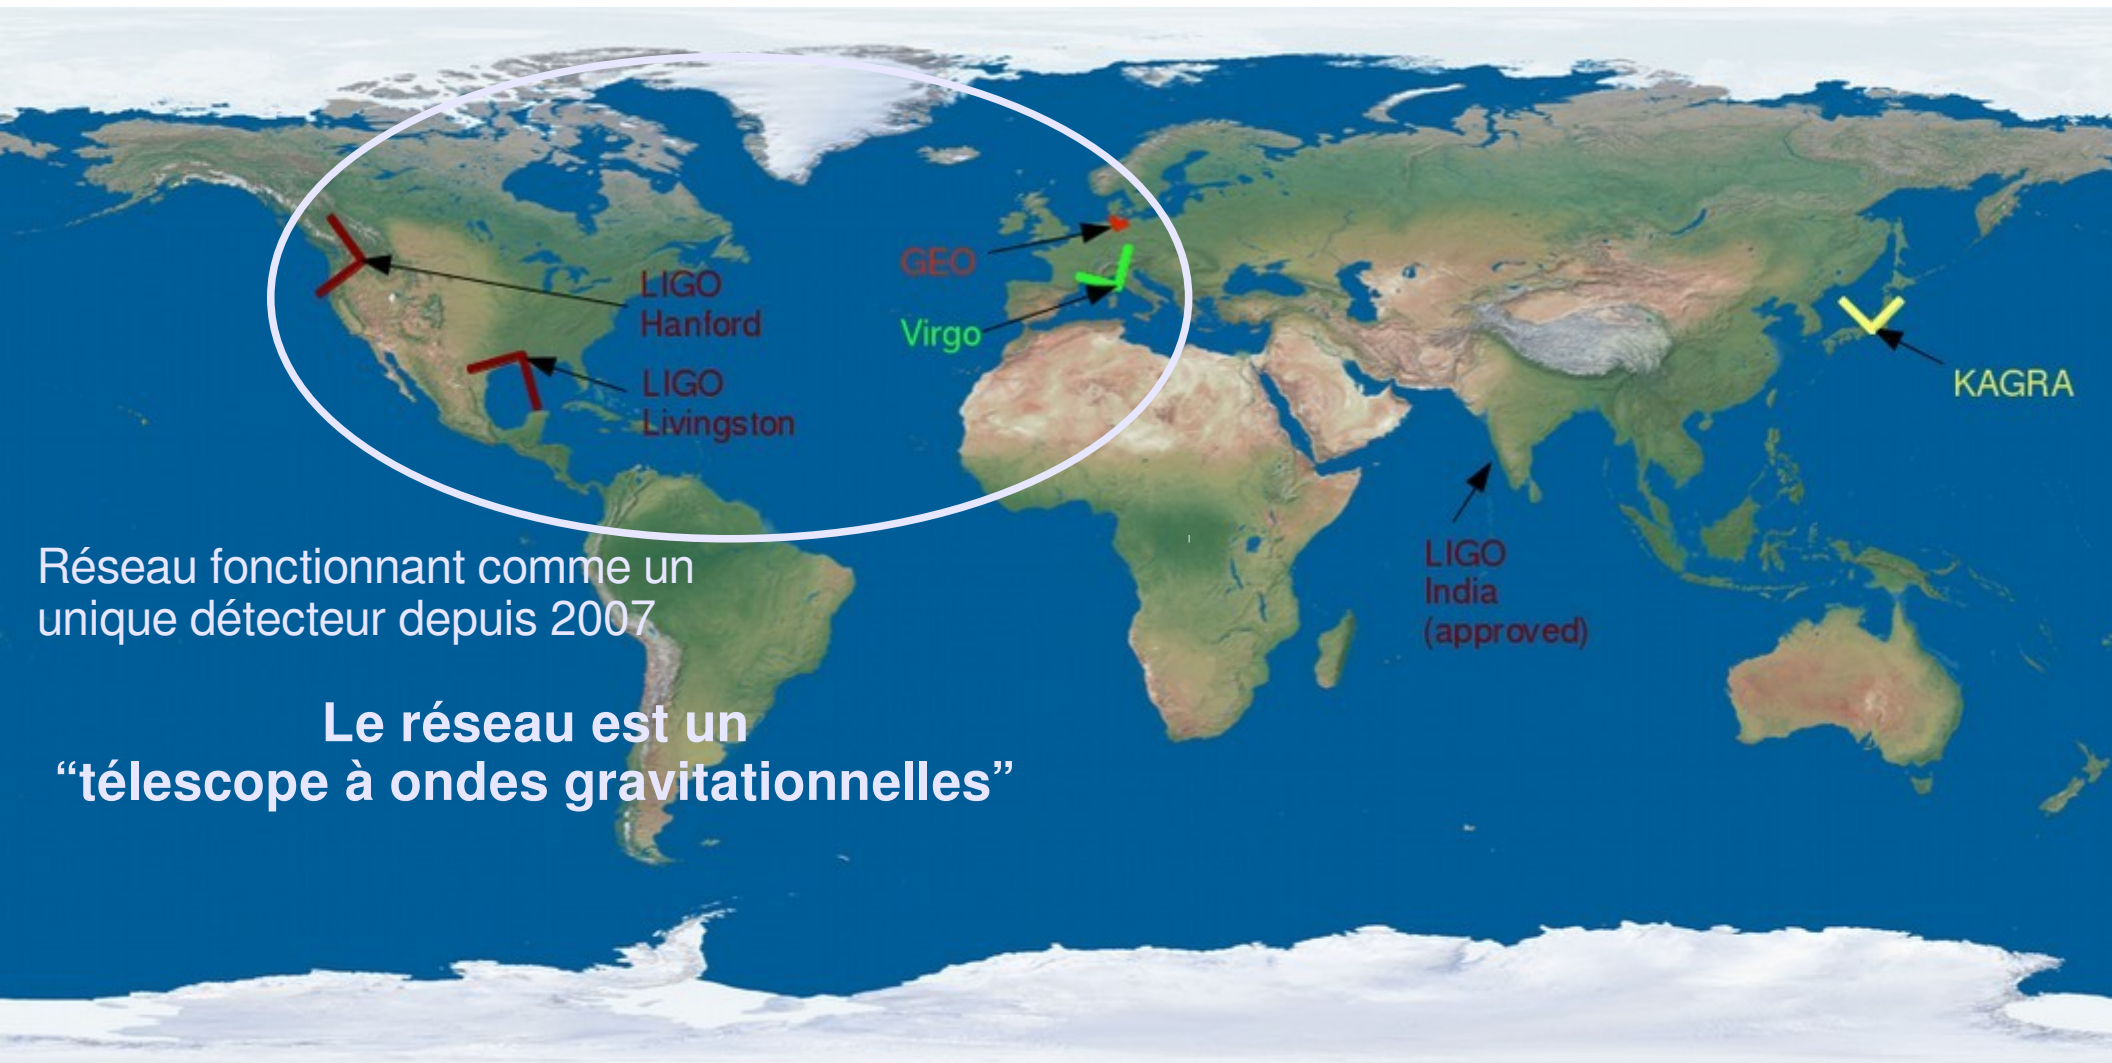 GEO
LIGO
Hanford
Virgo
LIGO
Livingston
KAGRA
LIGO
India
(approved)
Réseau fonctionnant comme un
unique détecteur depuis 2007
Le réseau est un
“télescope à ondes gravitationnelles”